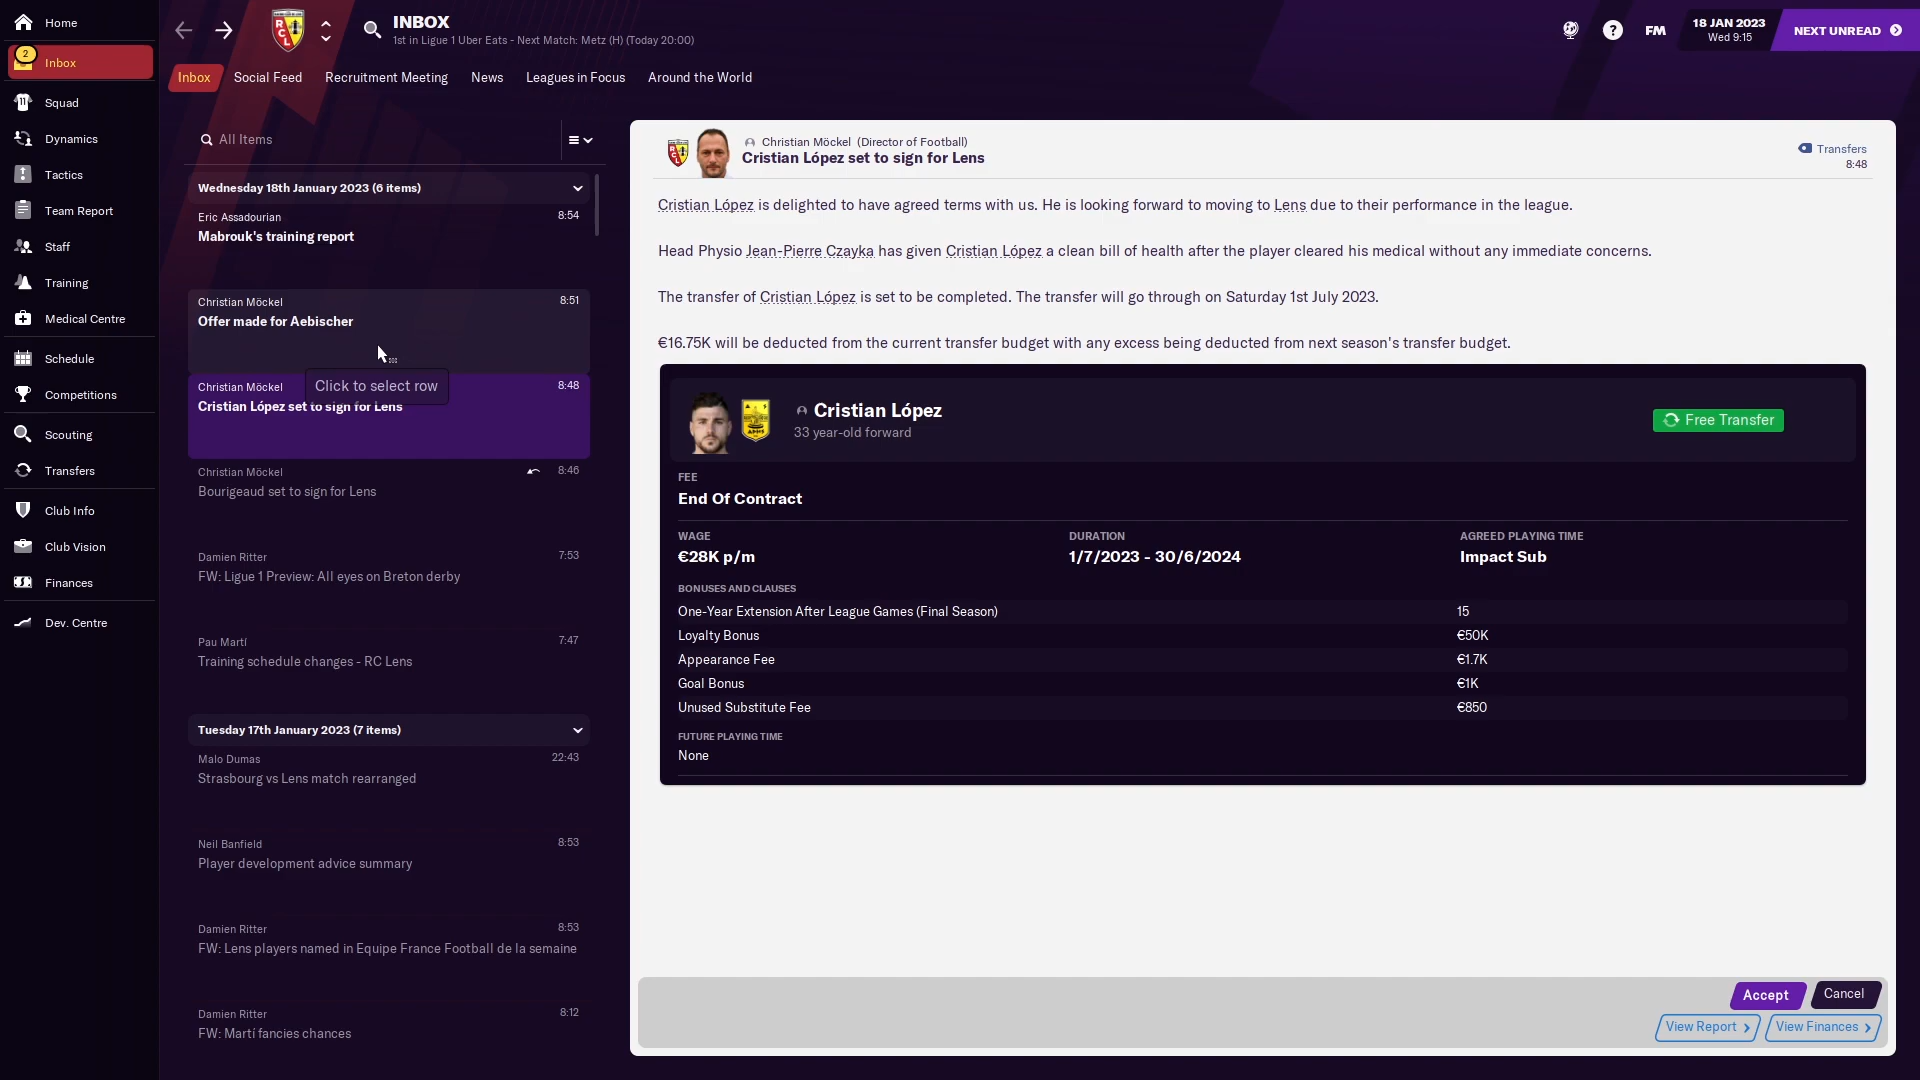 Home
2
Inbox
Squad
Dynamics
Tactics
Team Report
Staff
Training
Medical Centre
Schedule
Competitions
Scouting
Transfers
Club Info
Club Vision
Finances
Dev. Centre
INBOX
1st in Ligue 1 Uber Eats - Next Match: Metz (H) (Today 20:00)
FM
18 JAN 2023
Wed 9:15
NEXT UNREAD
Inbox
Social Feed
Recruitment Meeting
News
Leagues in Focus
Around the World
All Items
Wednesday 18th January 2023 (6 items)
Eric Assadourian 8:54
Mabrouk's training report
Christian Möckel 8:51
Offer made for Aebischer
Click to select row
Christian Möckel 8:48
Cristian López set to sign for Lens
Christian Möckel 8:46
Bourigeaud set to sign for Lens
Damien Ritter 7:53
FW: Ligue 1 Preview: All eyes on Breton derby
Pau Martí 7:47
Training schedule changes - RC Lens
Tuesday 17th January 2023 (7 items)
Malo Dumas 22:43
Strasbourg vs Lens match rearranged
Neil Banfield 8:53
Player development advice summary
Damien Ritter 8:53
FW: Lens players named in Equipe France Football de la semaine
Damien Ritter 8:12
FW: Martí fancies chances
Christian Möckel (Director of Football)
Cristian López set to sign for Lens
Transfers
8:48
Cristian López is delighted to have agreed terms with us. He is looking forward to moving to Lens due to their performance in the league.
Head Physio Jean-Pierre Czayka has given Cristian López a clean bill of health after the player cleared his medical without any immediate concerns.
The transfer of Cristian López is set to be completed. The transfer will go through on Saturday 1st July 2023.
€16.75K will be deducted from the current transfer budget with any excess being deducted from next season's transfer budget.
Cristian López
33 year-old forward
Free Transfer
FEE
End Of Contract
WAGE DURATION AGREED PLAYING TIME
€28K p/m 1/7/2023 - 30/6/2024 Impact Sub
BONUSES AND CLAUSES
One-Year Extension After League Games (Final Season) 15
Loyalty Bonus €50K
Appearance Fee €1.7K
Goal Bonus €1K
Unused Substitute Fee €850
FUTURE PLAYING TIME
None
Accept
Cancel
View Report
View Finances